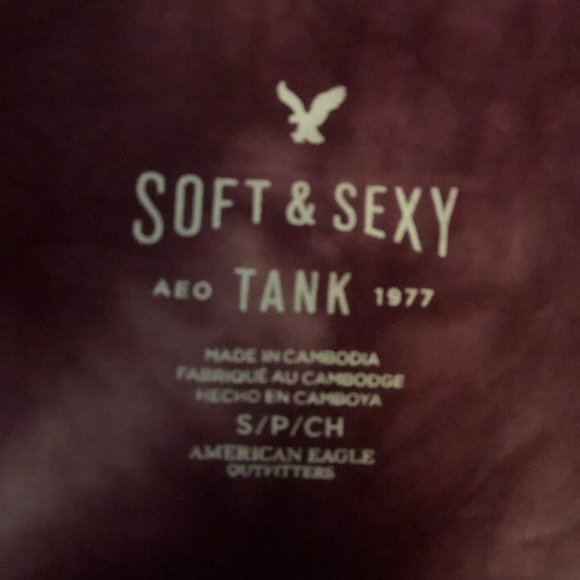 SOFT & SEXY
AEO TANK 1977
MADE IN CAMBODIA
FABRIQUÉ AU CAMBODGE
HECHO EN CAMBOYA
S/P/CH
AMERICAN EAGLE
OUTFITTERS